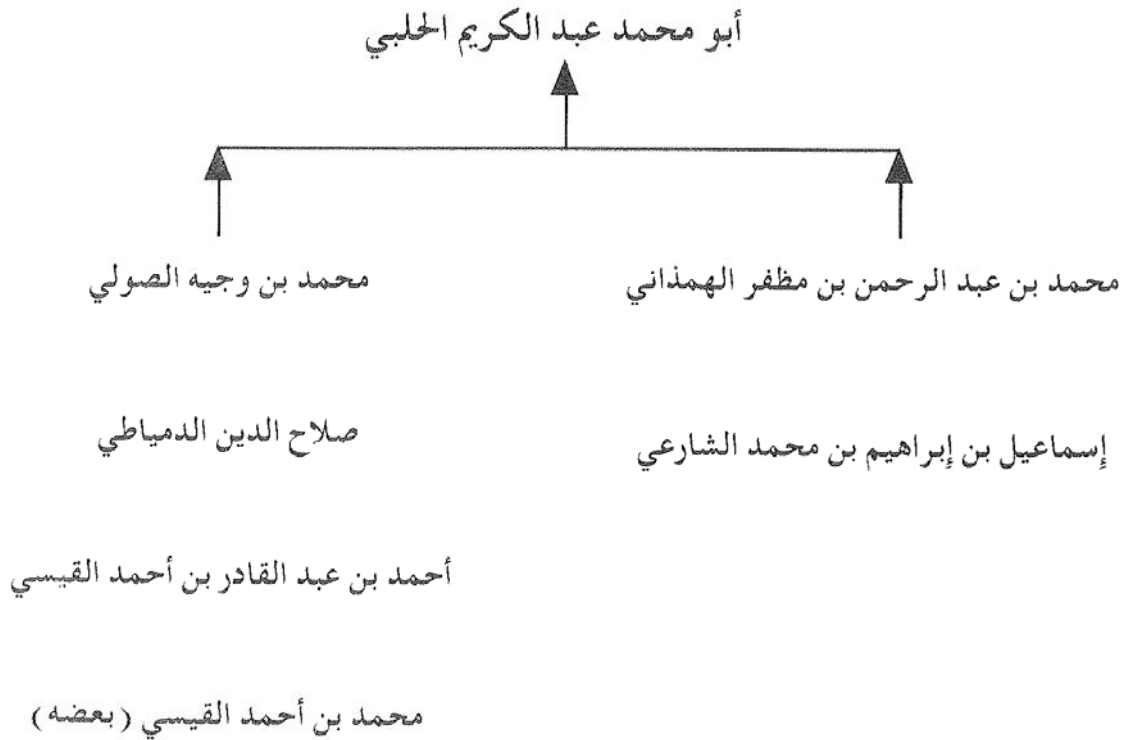 أبو محمد عبد الكريم الحلبي
محمد بن عبد الرحمن بن مظفر الهمذاني
محمد بن وجيه الصولي
إسماعيل بن إبراهيم بن محمد الشارعي
صلاح الدين الدمياطي
أحمد بن عبد القادر بن أحمد القيسي
محمد بن أحمد القيسي (بعضه)